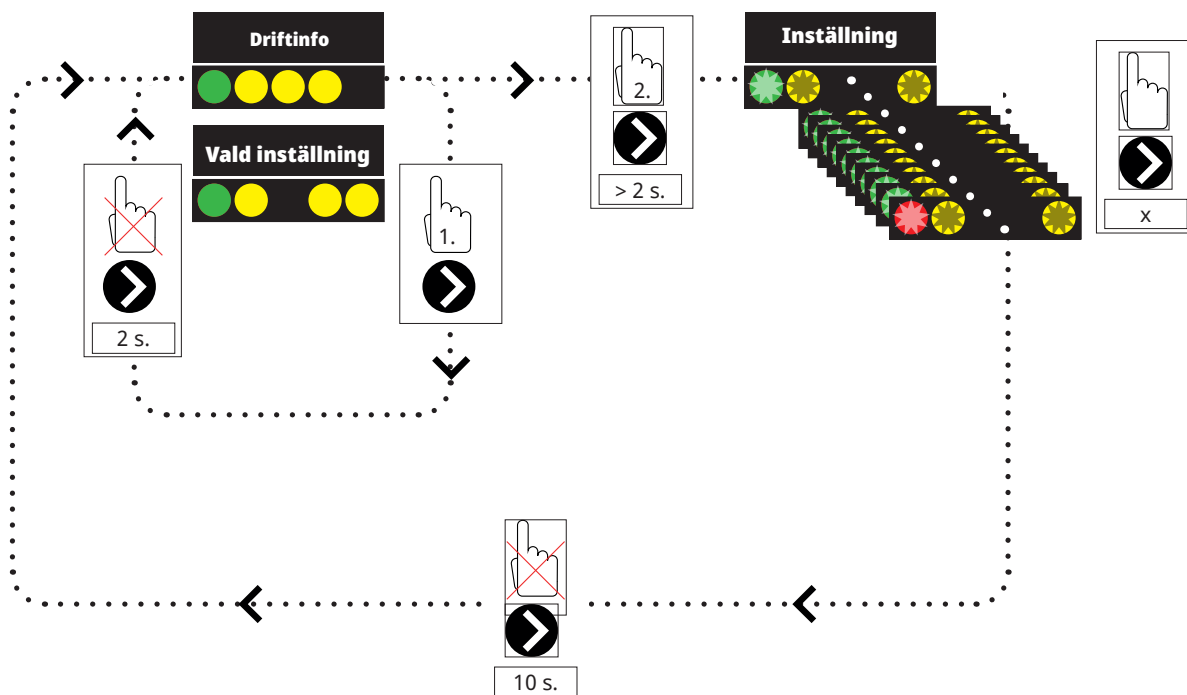 Driftinfo
Vald inställning
2 s.
1.
2.
> 2 s.
Inställning
x
10 s.